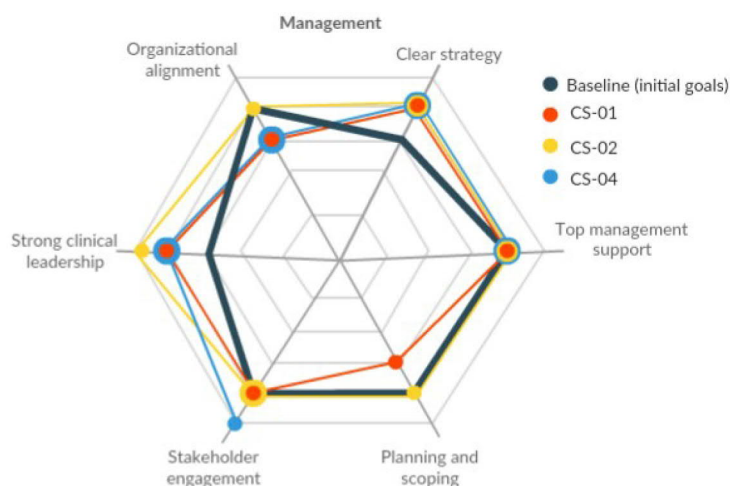 Management
Organizational
alignment
Clear strategy
Baseline (initial goals)
CS-01
CS-02
CS-04
Strong clinical
leadership
Top management
support
Stakeholder
engagement
Planning and
scoping